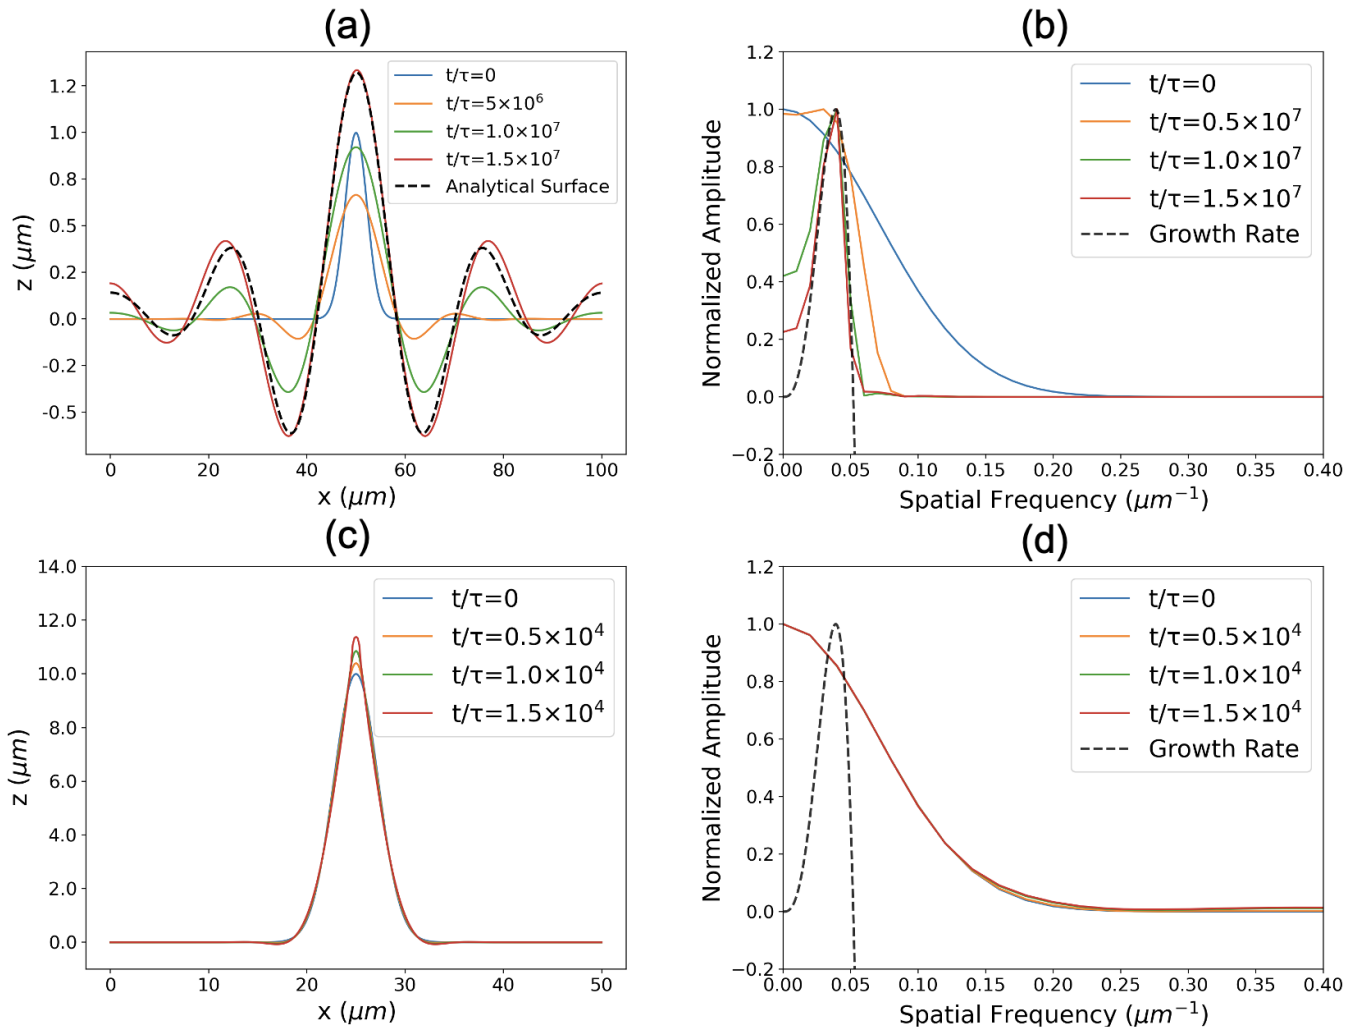 (a)
1.2
1.0
0.8
0.5
0.2
0.0
-0.2
-0.5
z (μm)
t/τ=0
t/τ=5×10⁶
t/τ=1.0×10⁷
t/τ=1.5×10⁷
Analytical Surface
0 20 40 60 80 100
x (μm)
(b)
1.2
1.0
0.8
0.6
0.4
0.2
0.0
−0.2
Normalized Amplitude
t/τ=0
t/τ=0.5×10⁷
t/τ=1.0×10⁷
t/τ=1.5×10⁷
Growth Rate
0.00 0.05 0.10 0.15 0.20 0.25 0.30 0.35 0.40
Spatial Frequency (μm⁻¹)
(c)
14.0
12.0
10.0
8.0
6.0
4.0
2.0
0.0
z (μm)
t/τ=0
t/τ=0.5×10⁴
t/τ=1.0×10⁴
t/τ=1.5×10⁴
0 10 20 30 40 50
x (μm)
(d)
1.2
1.0
0.8
0.6
0.4
0.2
0.0
−0.2
Normalized Amplitude
t/τ=0
t/τ=0.5×10⁴
t/τ=1.0×10⁴
t/τ=1.5×10⁴
Growth Rate
0.00 0.05 0.10 0.15 0.20 0.25 0.30 0.35 0.40
Spatial Frequency (μm⁻¹)